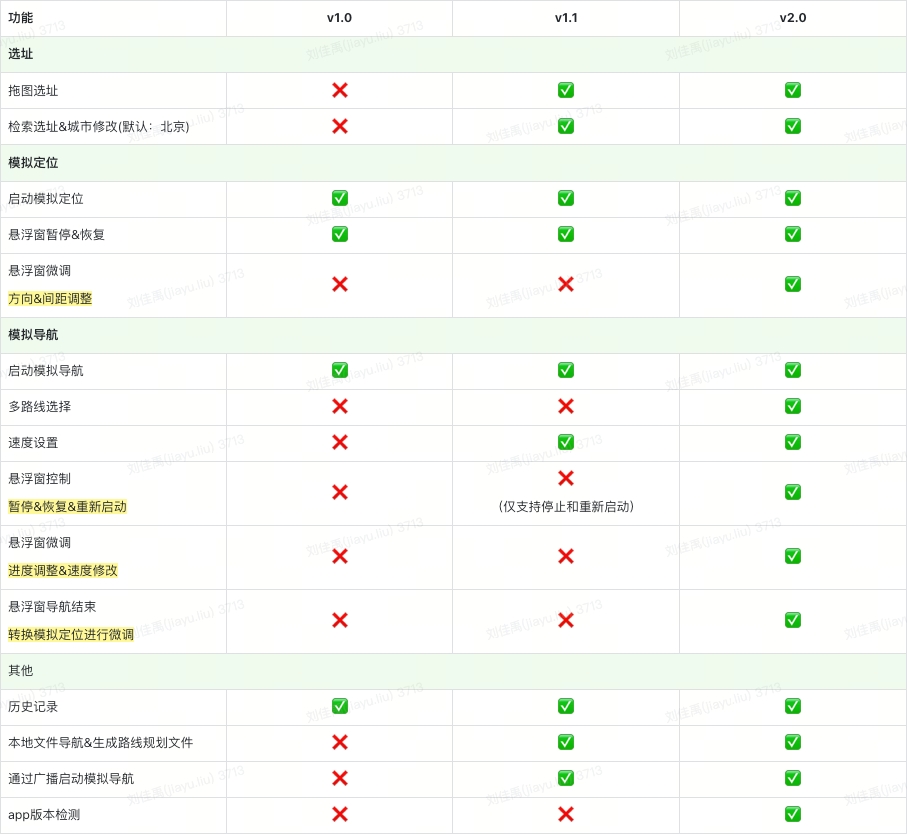 功能 v1.0 v1.1 v2.0
选址
拖图选址 ❌ ✅ ✅
检索选址&城市修改(默认：北京) ❌ ✅ ✅
模拟定位
启动模拟定位 ✅ ✅ ✅
悬浮窗暂停&恢复 ✅ ✅ ✅
悬浮窗微调 ❌ ❌ ✅
方向&间距调整
模拟导航
启动模拟导航 ✅ ✅ ✅
多路线选择 ❌ ❌ ✅
速度设置 ❌ ✅ ✅
悬浮窗控制 ❌ ❌ ✅
暂停&恢复&重新启动 (仅支持停止和重新启动)
悬浮窗微调 ❌ ❌ ✅
进度调整&速度修改
悬浮窗导航结束 ❌ ❌ ✅
转换模拟定位进行微调
其他
历史记录 ✅ ✅ ✅
本地文件导航&生成路线规划文件 ❌ ✅ ✅
通过广播启动模拟导航 ❌ ✅ ✅
app版本检测 ❌ ❌ ✅
刘佳禹(jiayu.liu) 3713